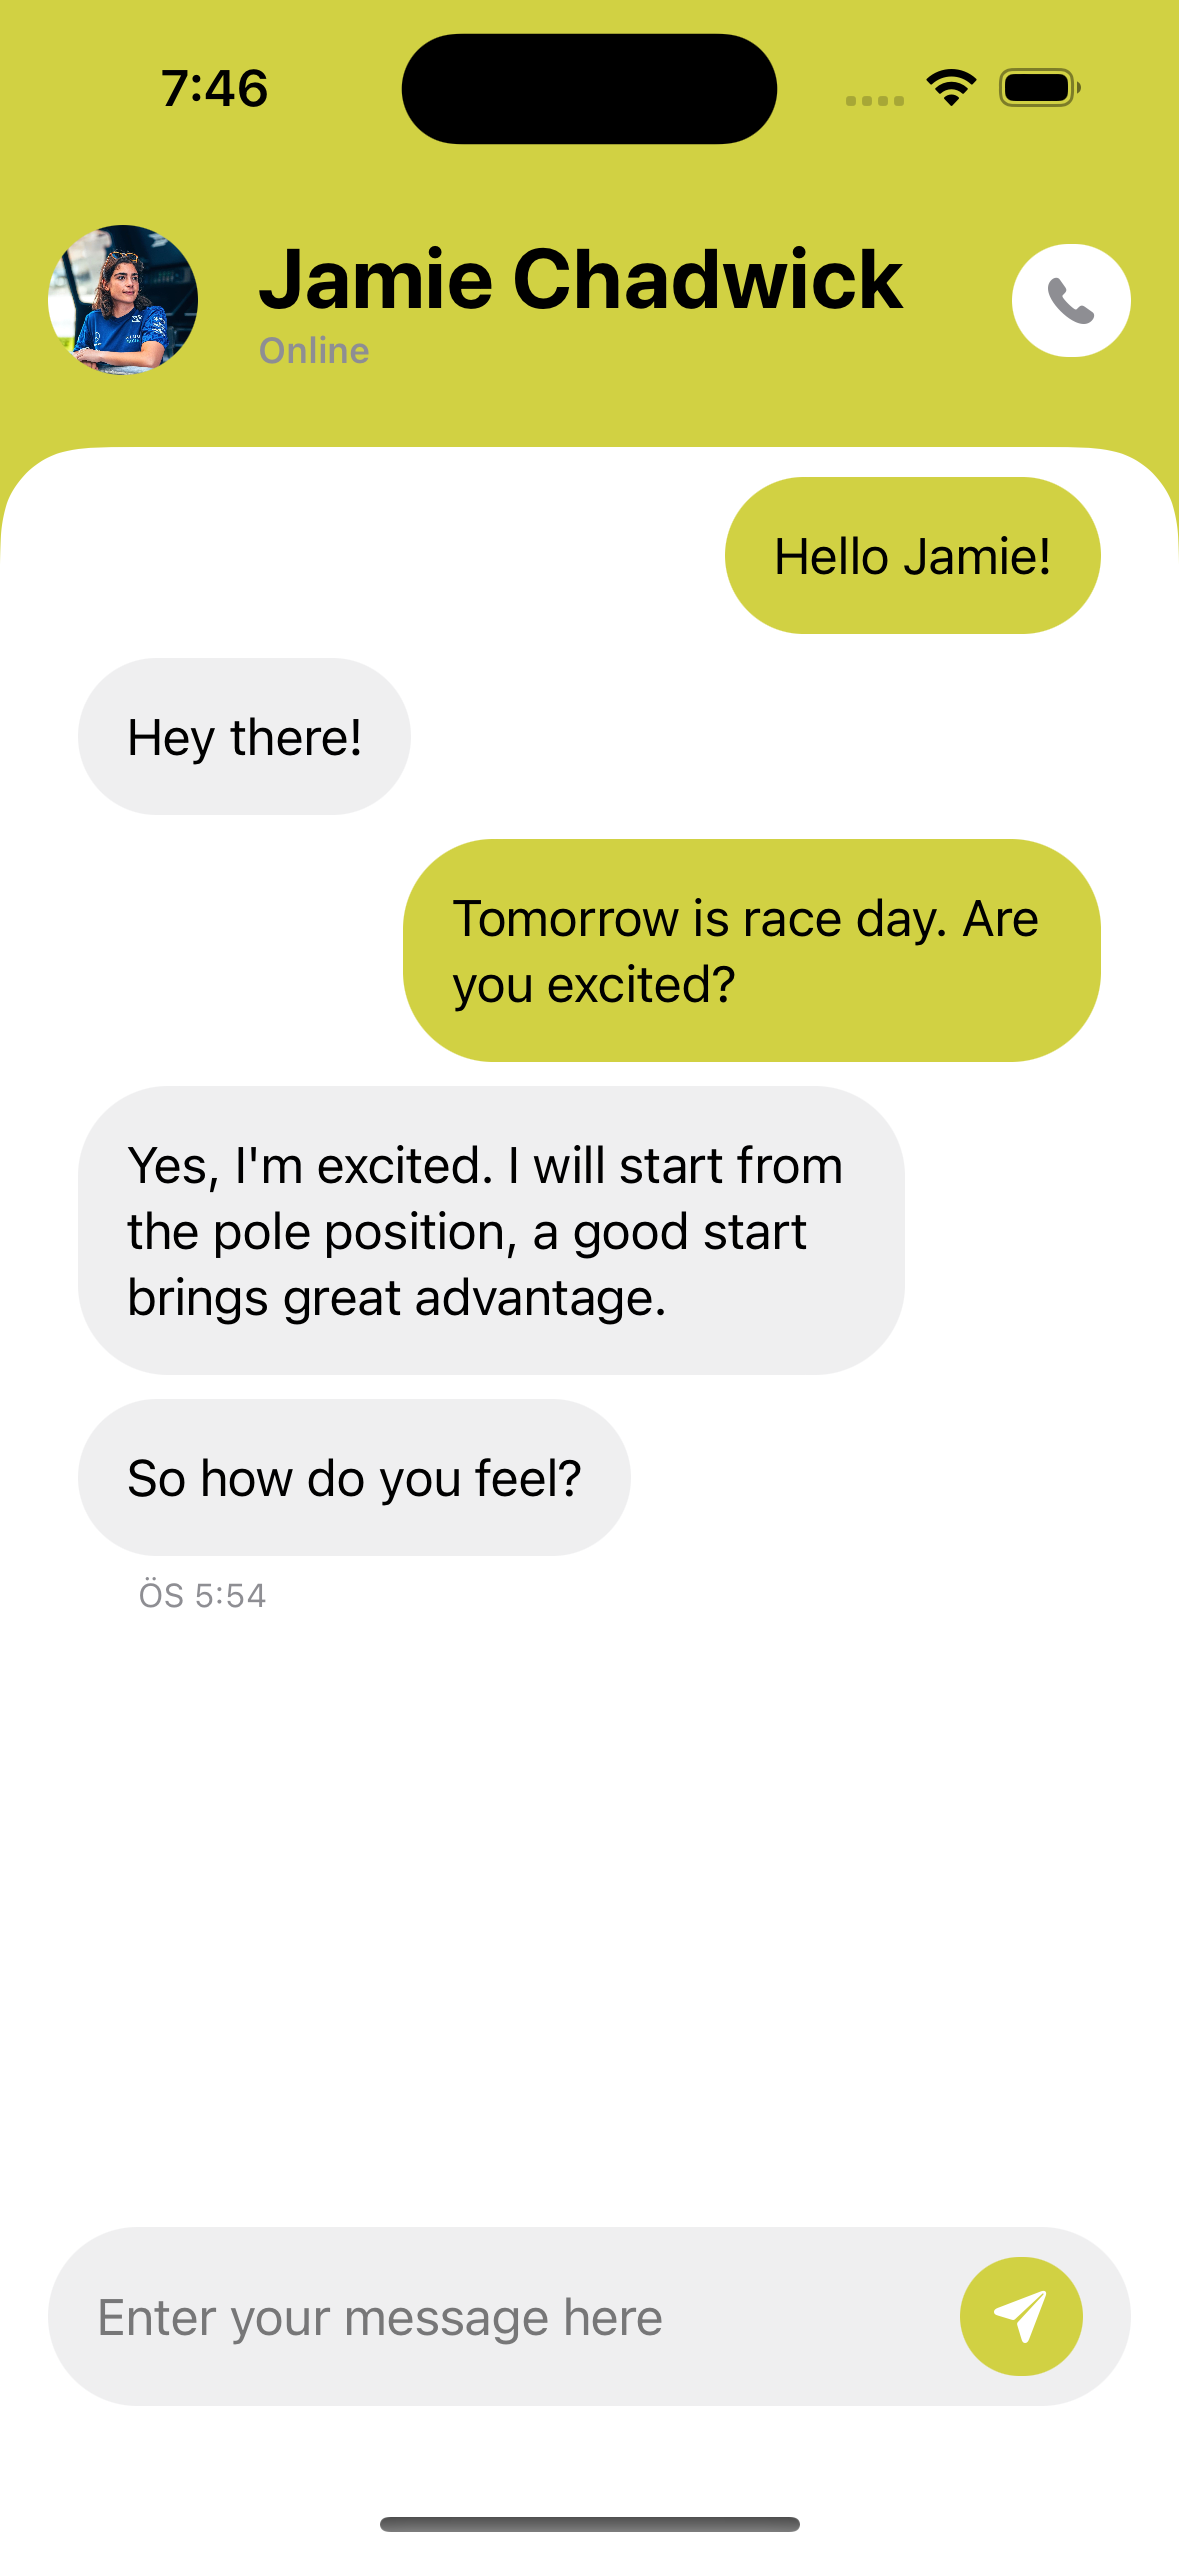 7:46
Jamie Chadwick
Online
Hello Jamie!
Hey there!
Tomorrow is race day. Are
you excited?
Yes, I'm excited. I will start from
the pole position, a good start
brings great advantage.
So how do you feel?
ÖS 5:54
Enter your message here